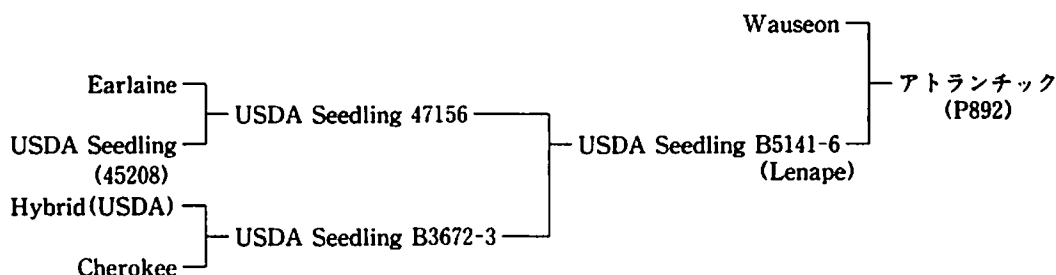 Wauseon
アトランチック
(P892)
Earlaine
USDA Seedling 47156
USDA Seedling
(45208)
USDA Seedling B5141-6
(Lenape)
Hybrid(USDA)
USDA Seedling B3672-3
Cherokee